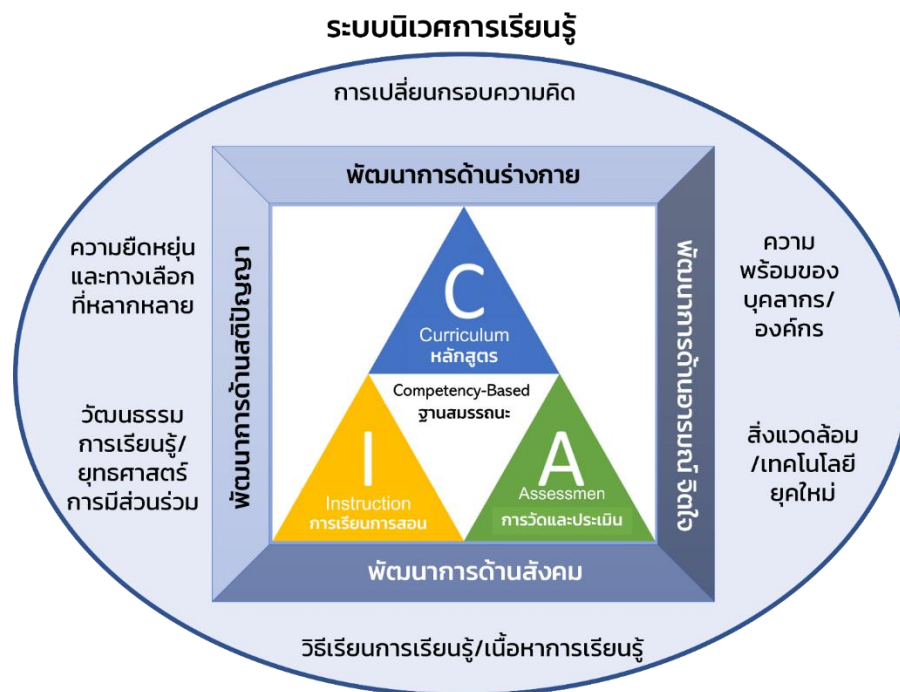 ระบบนิเวศการเรียนรู้
การเปลี่ยนกรอบความคิด
พัฒนาการด้านร่างกาย
ความยืดหยุ่น
และทางเลือก
ที่หลากหลาย
วัฒนธรรม
การเรียนรู้/
ยุทธศาสตร์
การมีส่วนร่วม
พัฒนาการด้านสติปัญญา
C
Curriculum
หลักสูตร
Competency-Based
ฐานสมรรถนะ
I
Instruction
การเรียนการสอน
A
Assessmen
การวัดและประเมิน
พัฒนาการด้านอารมณ์ จิตใจ
ความ
พร้อมของ
บุคลากร/
องค์กร
สิ่งแวดล้อม
/เทคโนโลยี
ยุคใหม่
พัฒนาการด้านสังคม
วิธีเรียนการเรียนรู้/เนื้อหาการเรียนรู้